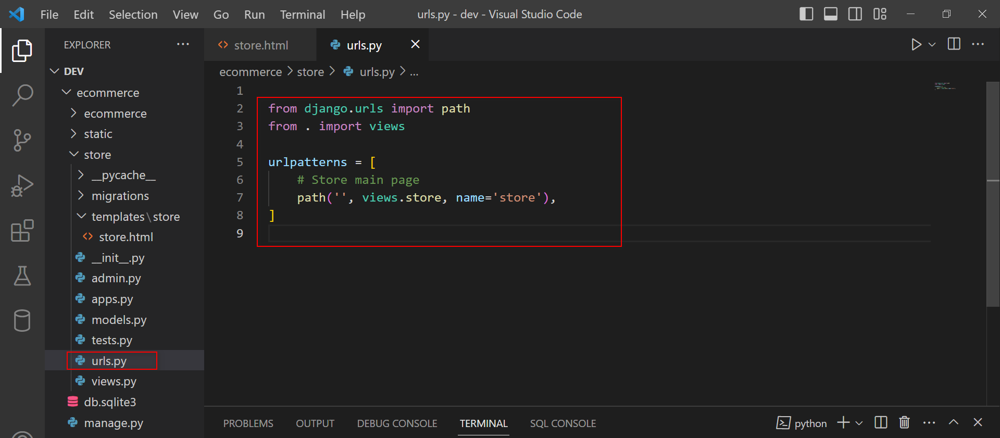 File Edit Selection View Go Run Terminal Help urls.py - dev - Visual Studio Code
EXPLORER ··· store.html urls.py
DEV
ecommerce > store > urls.py > ...
ecommerce
ecommerce
static
store
__pycache__
migrations
templates\store
store.html
__init__.py
admin.py
apps.py
models.py
tests.py
urls.py
views.py
db.sqlite3
manage.py
1
2 from django.urls import path
3 from . import views
4
5 urlpatterns = [
6 # Store main page
7 path('', views.store, name='store'),
8 ]
9
PROBLEMS OUTPUT DEBUG CONSOLE TERMINAL SQL CONSOLE python